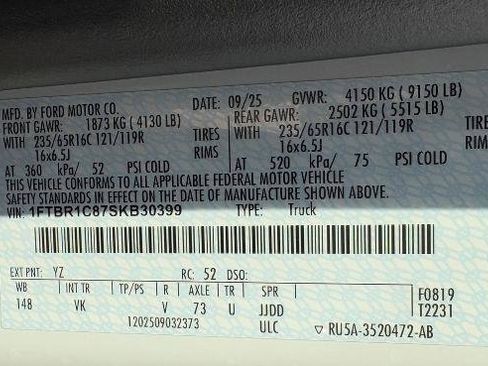 MFD. BY FORD MOTOR CO. DATE: 09/25 GVWR: 4150 KG ( 9150 LB)
FRONT GAWR: 1873 KG ( 4130 LB) REAR GAWR: 2502 KG ( 5515 LB)
WITH 235/65R16C 121/119R TIRES WITH 235/65R16C 121/119R TIRES
16x6.5J RIMS 16x6.5J RIMS
AT 360 kPa/ 52 PSI COLD AT 520 kPa/ 75 PSI COLD
THIS VEHICLE CONFORMS TO ALL APPLICABLE FEDERAL MOTOR VEHICLE
SAFETY STANDARDS IN EFFECT ON THE DATE OF MANUFACTURE SHOWN ABOVE.
VIN: 1FTBR1C87SKB30399 TYPE: Truck
EXT PNT: YZ RC: 52 DSO:
WB INT TR TP/PS R AXLE TR SPR F0819
148 VK V 73 U JJDD T2231
1202509032373 ULC RU5A-3520472-AB